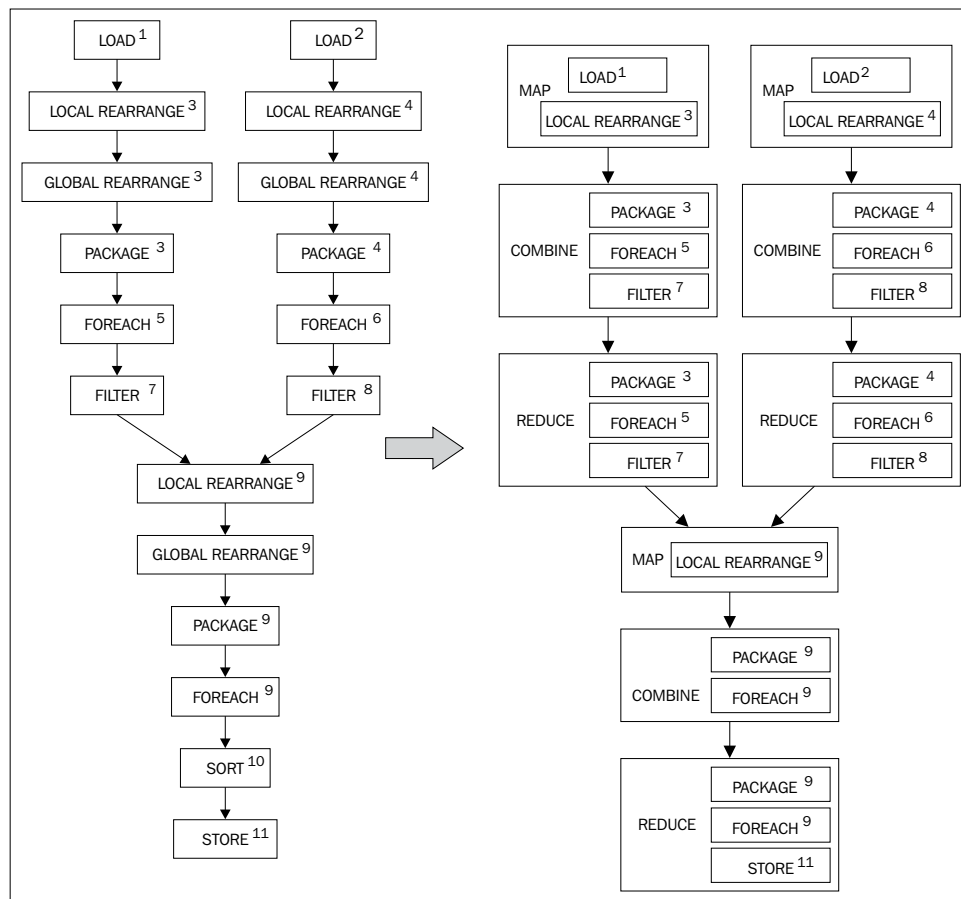 LOAD 1
LOAD 2
LOCAL REARRANGE 3
LOCAL REARRANGE 4
GLOBAL REARRANGE 3
GLOBAL REARRANGE 4
PACKAGE 3
PACKAGE 4
FOREACH 5
FOREACH 6
FILTER 7
FILTER 8
LOCAL REARRANGE 9
GLOBAL REARRANGE 9
PACKAGE 9
FOREACH 9
SORT 10
STORE 11
MAP
LOAD 1
LOCAL REARRANGE 3
MAP
LOAD 2
LOCAL REARRANGE 4
COMBINE
PACKAGE 3
FOREACH 5
FILTER 7
COMBINE
PACKAGE 4
FOREACH 6
FILTER 8
REDUCE
PACKAGE 3
FOREACH 5
FILTER 7
REDUCE
PACKAGE 4
FOREACH 6
FILTER 8
MAP
LOCAL REARRANGE 9
COMBINE
PACKAGE 9
FOREACH 9
REDUCE
PACKAGE 9
FOREACH 9
STORE 11